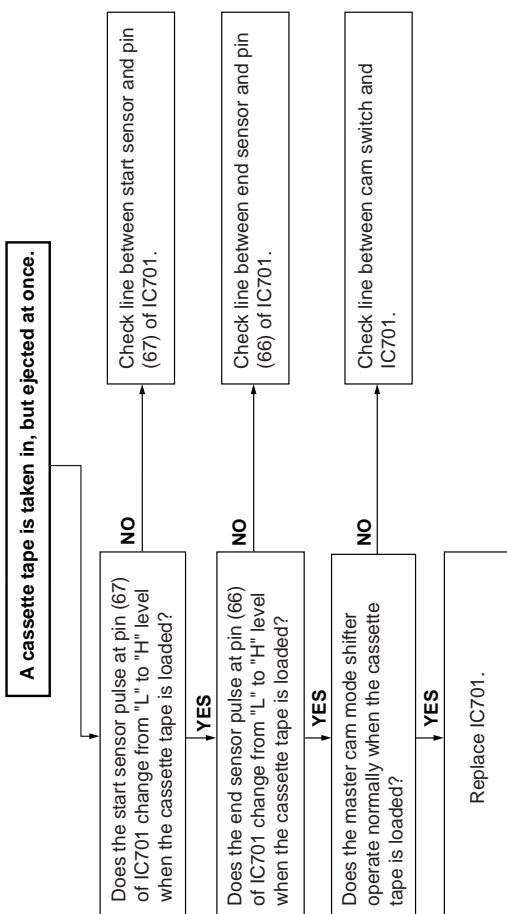 A cassette tape is taken in, but ejected at once.
Does the start sensor pulse at pin (67)
of IC701 change from "L" to "H" level
when the cassette tape is loaded?
NO
Check line between start sensor and pin
(67) of IC701.
YES
Does the end sensor pulse at pin (66)
of IC701 change from "L" to "H" level
when the cassette tape is loaded?
NO
Check line between end sensor and pin
(66) of IC701.
YES
Does the master cam mode shifter
operate normally when the cassette
tape is loaded?
NO
Check line between cam switch and
IC701.
YES
Replace IC701.